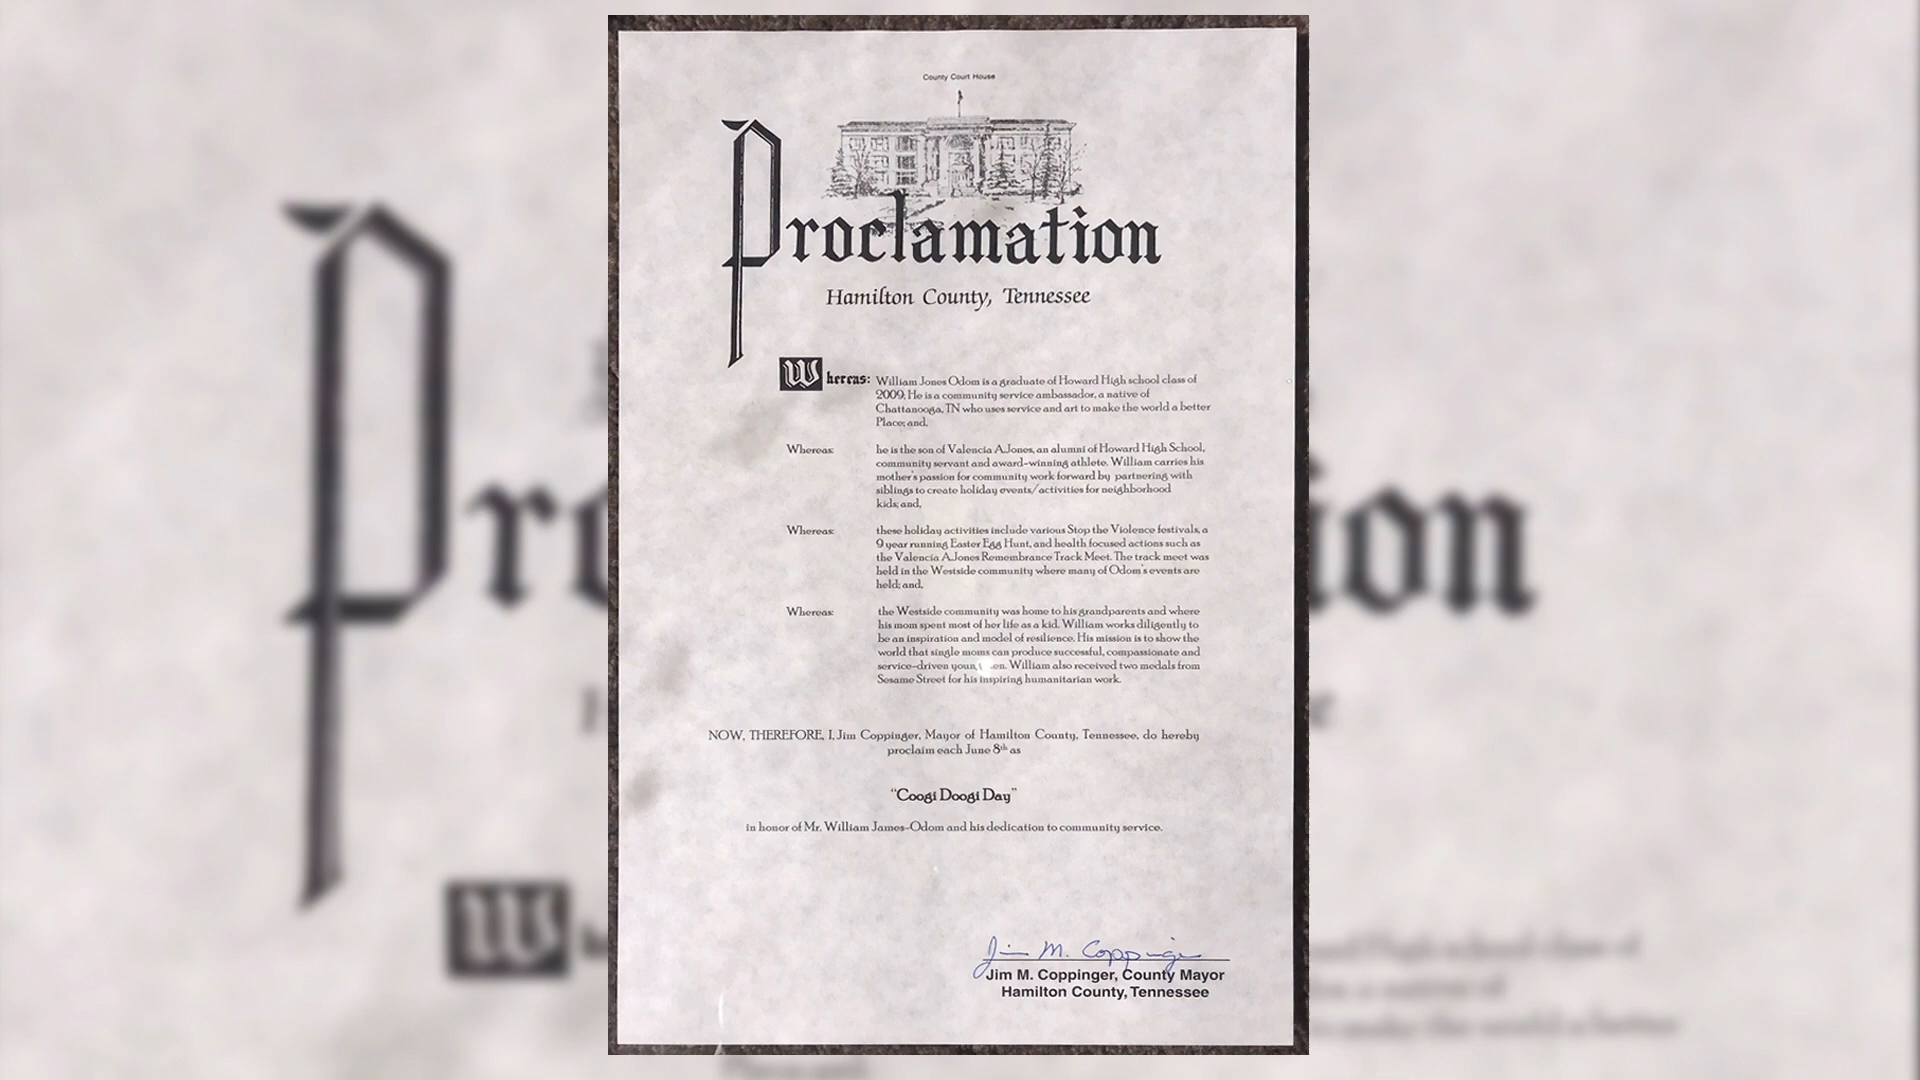 County Court House
Proclamation
Hamilton County, Tennessee
Whereas: William Jones Odom is a graduate of Howard High school class of
2009. He is a community service ambassador, a native of
Chattanooga, TN who uses service and art to make the world a better
Place; and,
Whereas: he is the son of Valencia A.Jones, an alumni of Howard High School,
community servant and award-winning athlete. William carries his
mother's passion for community work forward by partnering with
siblings to create holiday events/activities for neighborhood
kids; and,
Whereas: these holiday activities include various Stop the Violence festivals, a
9 year running Easter Egg Hunt, and health focused actions such as
the Valencia A.Jones Remembrance Track Meet. The track meet was
held in the Westside community where many of Odom's events are
held; and,
Whereas: the Westside community was home to his grandparents and where
his mom spent most of her life as a kid. William works diligently to
be an inspiration and model of resilience. His mission is to show the
world that single moms can produce successful, compassionate and
service-driven William also received two medals from
Sesame Street for his inspiring humanitarian work.
NOW, THEREFORE, I, Jim Coppinger, Mayor of Hamilton County, Tennessee, do hereby
proclaim each June 8th as
"Coogi Doogi Day"
in honor of Mr. William James-Odom and his dedication to community service.
Jim M. Coppinger
Jim M. Coppinger, County Mayor
Hamilton County, Tennessee